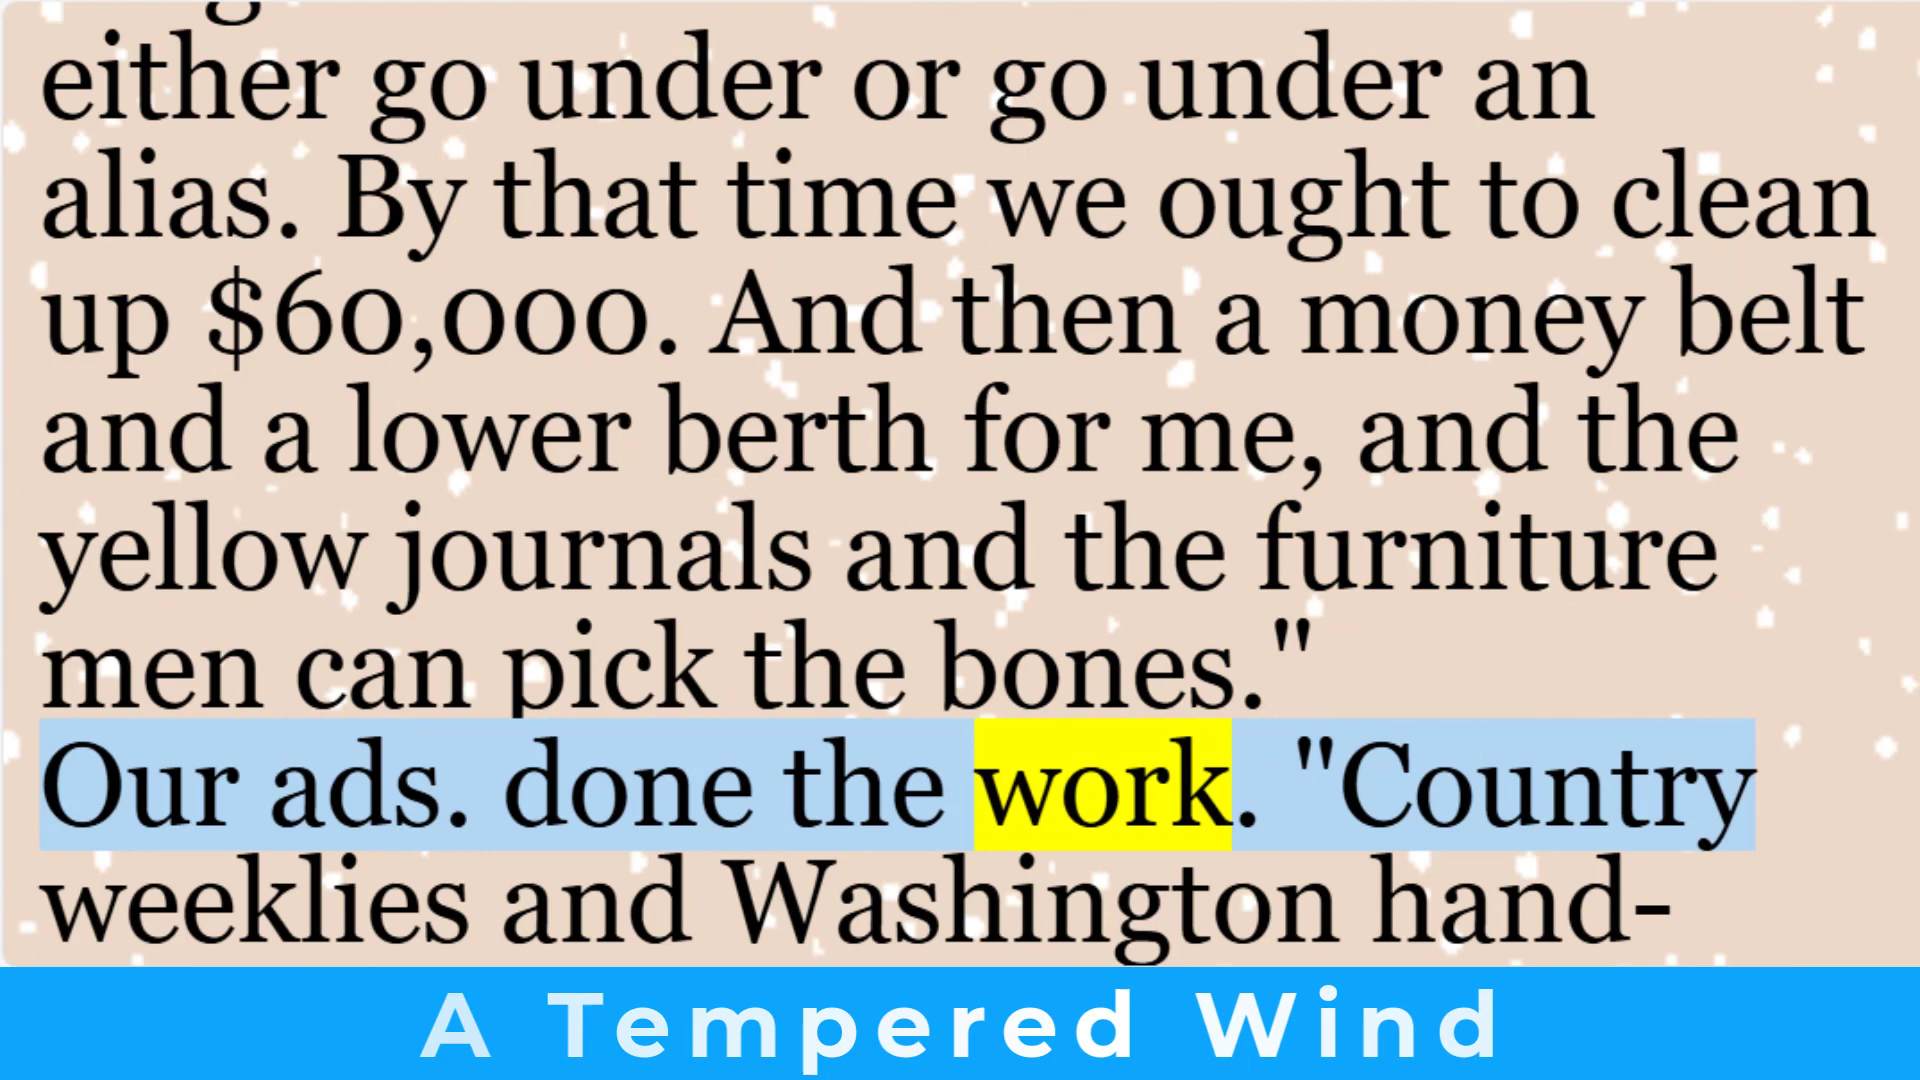 either go under or go under an
alias. By that time we ought to clean
up $60,000. And then a money belt
and a lower berth for me, and the
yellow journals and the furniture
men can pick the bones."
Our ads. done the work. "Country
weeklies and Washington hand-
A Tempered Wind